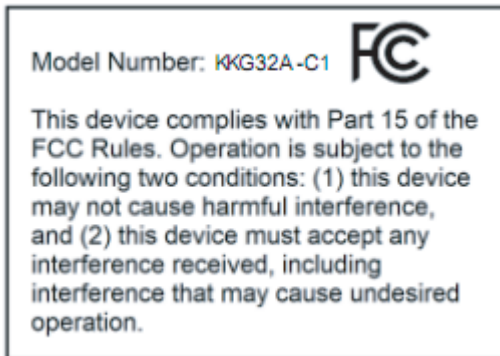 Model Number: KKG32A-C1 FC
This device complies with Part 15 of the
FCC Rules. Operation is subject to the
following two conditions: (1) this device
may not cause harmful interference,
and (2) this device must accept any
interference received, including
interference that may cause undesired
operation.